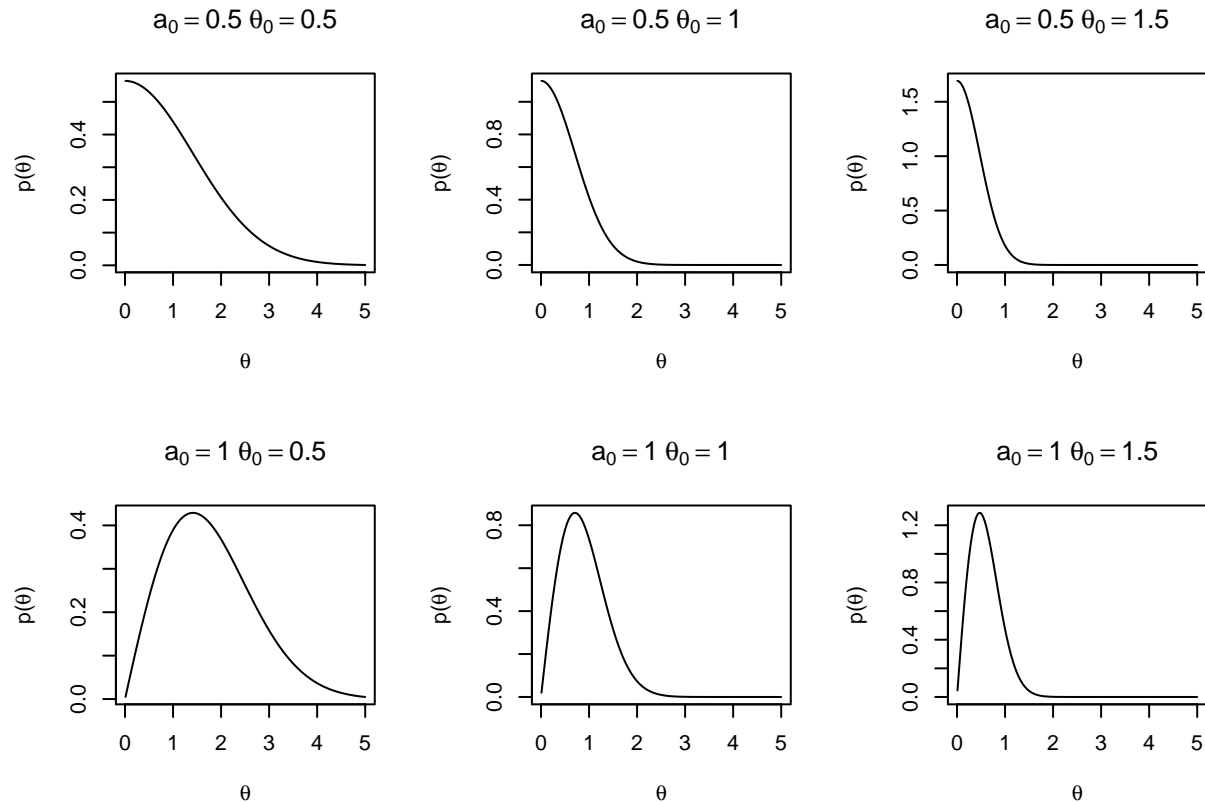 a₀ = 0.5 θ₀ = 0.5
p(θ)
0.0 0.2 0.4
0 1 2 3 4 5
θ
a₀ = 0.5 θ₀ = 1
p(θ)
0.0 0.4 0.8
0 1 2 3 4 5
θ
a₀ = 0.5 θ₀ = 1.5
p(θ)
0.0 0.5 1.0 1.5
0 1 2 3 4 5
θ
a₀ = 1 θ₀ = 0.5
p(θ)
0.0 0.2 0.4
0 1 2 3 4 5
θ
a₀ = 1 θ₀ = 1
p(θ)
0.0 0.4 0.8
0 1 2 3 4 5
θ
a₀ = 1 θ₀ = 1.5
p(θ)
0.0 0.4 0.8 1.2
0 1 2 3 4 5
θ